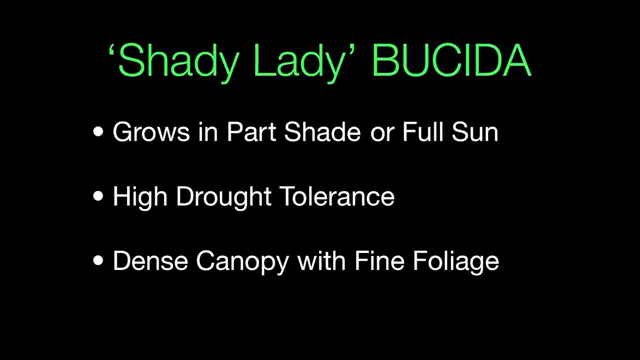 ‘Shady Lady’ BUCIDA
• Grows in Part Shade or Full Sun
• High Drought Tolerance
• Dense Canopy with Fine Foliage